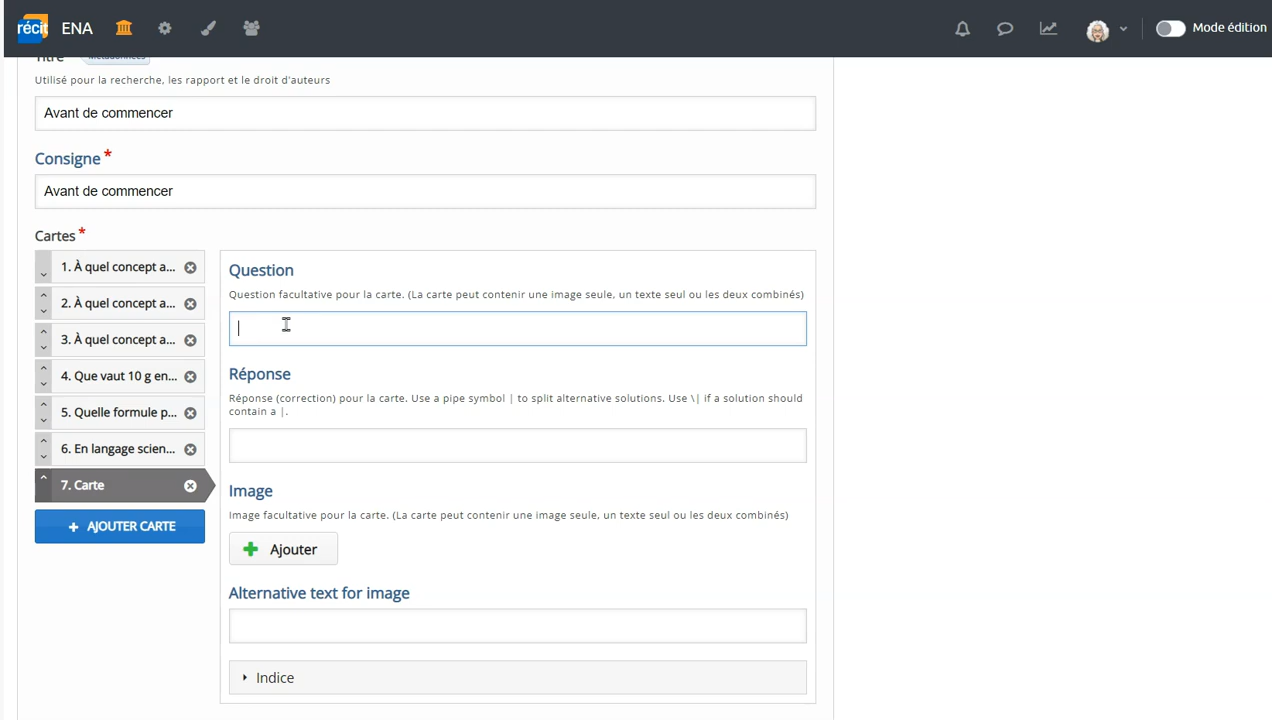 récit ENA Mode édition
Titre Métadonnées
Utilisé pour la recherche, les rapport et le droit d'auteurs
Avant de commencer
Consigne*
Avant de commencer
Cartes*
1. À quel concept a...
2. À quel concept a...
3. À quel concept a...
4. Que vaut 10 g en...
5. Quelle formule p...
6. En langage scien...
7. Carte
+ AJOUTER CARTE
Question
Question facultative pour la carte. (La carte peut contenir une image seule, un texte seul ou les deux combinés)
Réponse
Réponse (correction) pour la carte. Use a pipe symbol | to split alternative solutions. Use \| if a solution should
contain a |.
Image
Image facultative pour la carte. (La carte peut contenir une image seule, un texte seul ou les deux combinés)
Ajouter
Alternative text for image
Indice